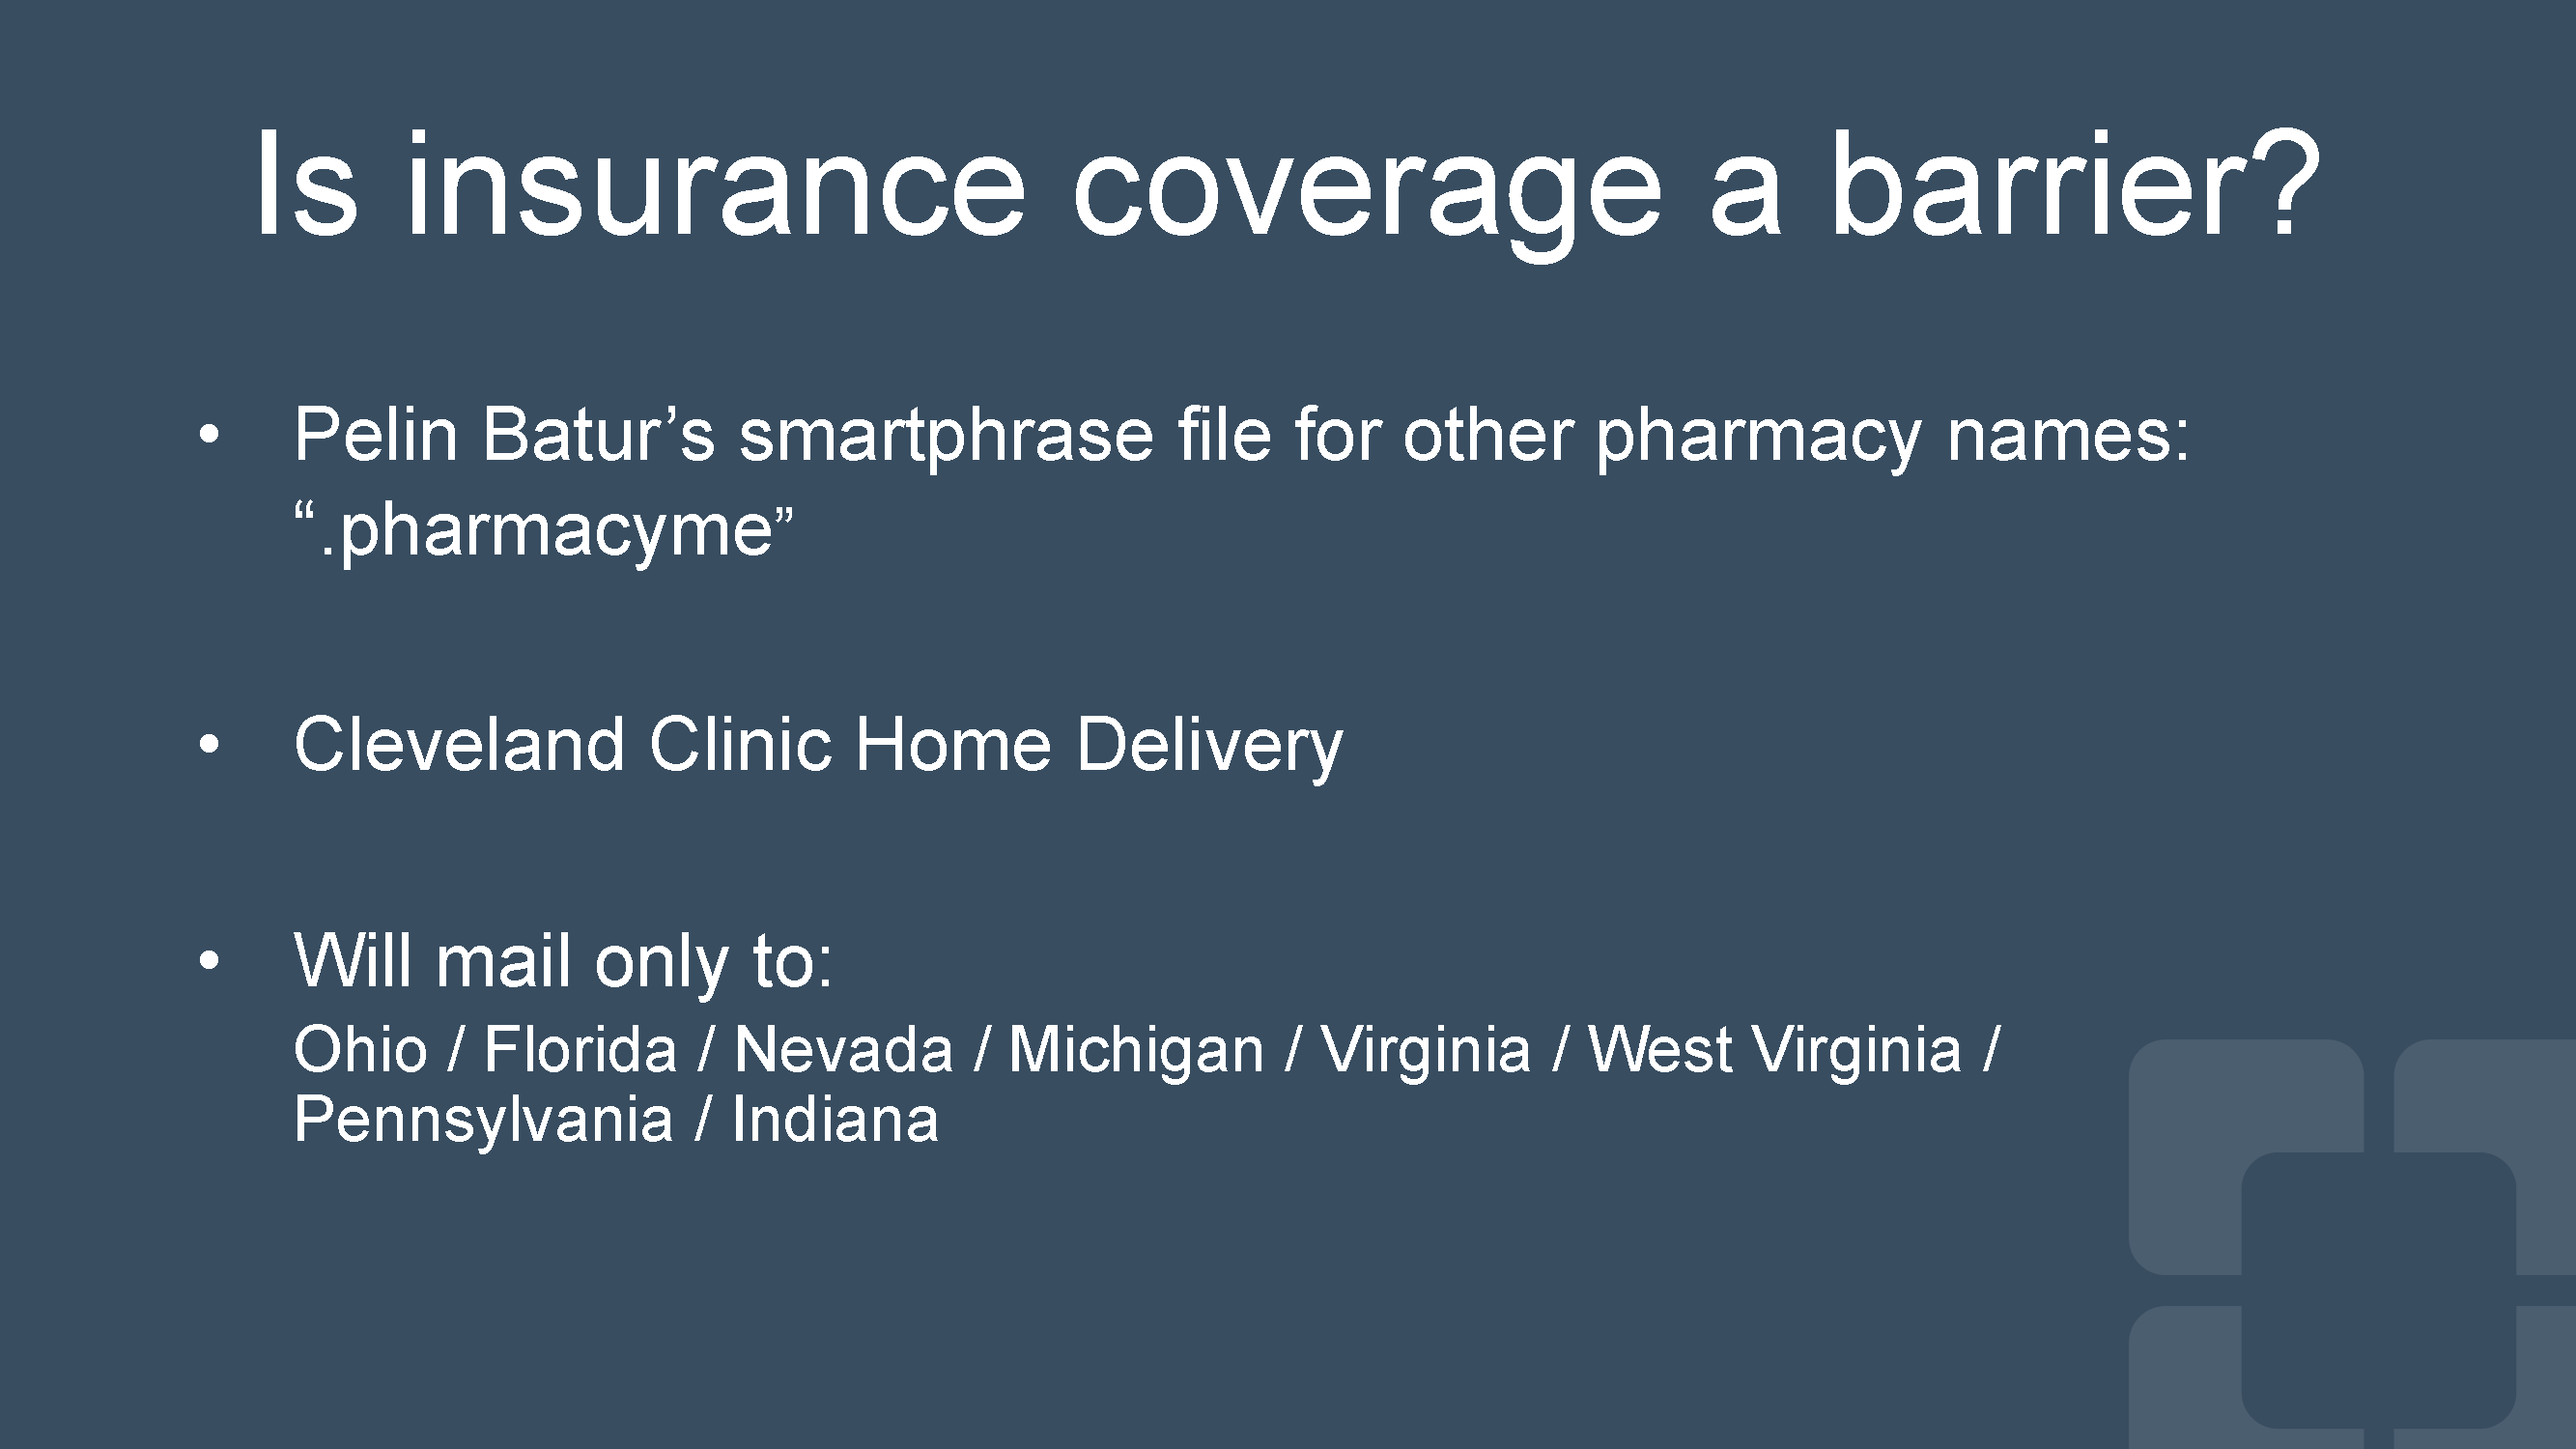 Is insurance coverage a barrier?
• Pelin Batur’s smartphrase file for other pharmacy names:
“.pharmacyme”
• Cleveland Clinic Home Delivery
• Will mail only to:
Ohio / Florida / Nevada / Michigan / Virginia / West Virginia /
Pennsylvania / Indiana